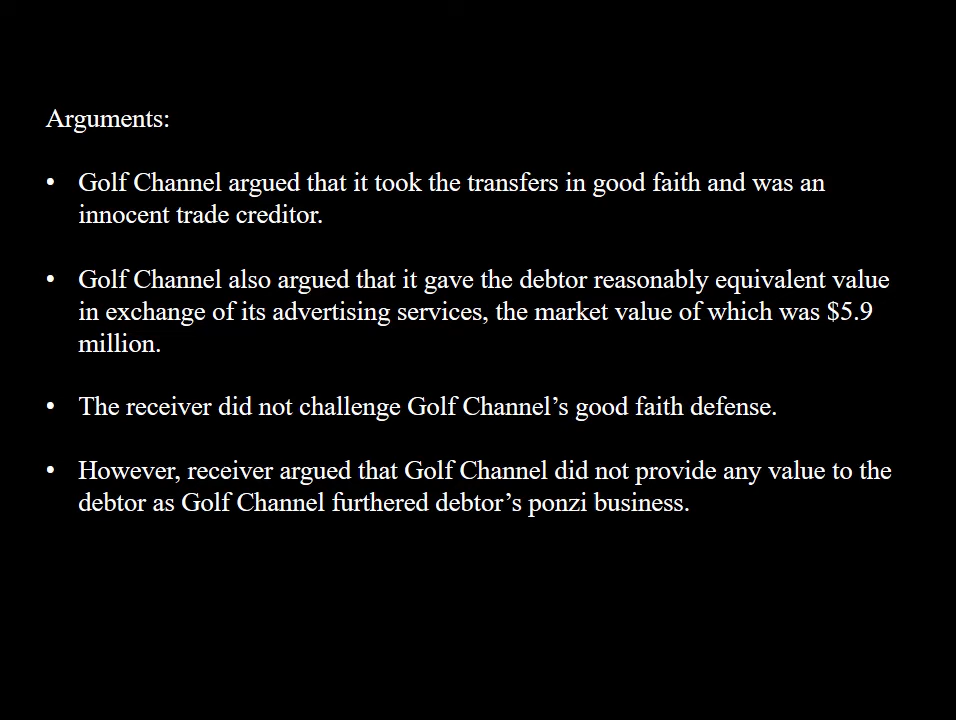 Arguments:
• Golf Channel argued that it took the transfers in good faith and was an
innocent trade creditor.
• Golf Channel also argued that it gave the debtor reasonably equivalent value
in exchange of its advertising services, the market value of which was $5.9
million.
• The receiver did not challenge Golf Channel’s good faith defense.
• However, receiver argued that Golf Channel did not provide any value to the
debtor as Golf Channel furthered debtor’s ponzi business.